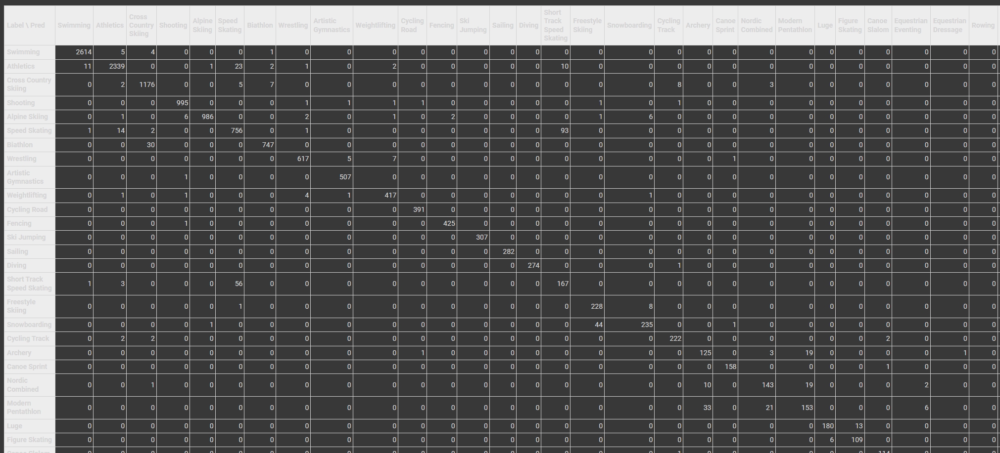 Label \ Pred Swimming Athletics Cross Country Skiing Shooting Alpine Skiing Speed Skating Biathlon Wrestling Artistic Gymnastics Weightlifting Cycling Road Fencing Ski Jumping Sailing Diving Short Track Speed Skating Freestyle Skiing Snowboarding Cycling Track Archery Canoe Sprint Nordic Combined Modern Pentathlon Luge Figure Skating Canoe Slalom Equestrian Eventing Equestrian Dressage Rowing
Swimming 2614 5 4 0 0 0 1 0 0 0 0 0 0 0 0 0 0 0 0 0 0 0 0 0 0 0 0 0 0
Athletics 11 2339 0 0 1 23 2 1 0 2 0 0 0 0 0 10 0 0 0 0 0 0 0 0 0 0 0 0 0
Cross Country Skiing 0 2 1176 0 0 5 7 0 0 0 0 0 0 0 0 0 0 0 8 0 0 3 0 0 0 0 0 0 0
Shooting 0 0 0 995 0 0 0 1 1 1 1 0 0 0 0 0 1 0 1 0 0 0 0 0 0 0 0 0 0
Alpine Skiing 0 1 0 6 986 0 0 2 0 1 0 2 0 0 0 0 1 6 0 0 0 0 0 0 0 0 0 0 0
Speed Skating 1 14 2 0 0 756 0 1 0 0 0 0 0 0 0 93 0 0 0 0 0 0 0 0 0 0 0 0 0
Biathlon 0 0 30 0 0 0 747 0 0 0 0 0 0 0 0 0 0 0 0 0 0 0 0 0 0 0 0 0 0
Wrestling 0 0 0 0 0 0 0 617 5 7 0 0 0 0 0 0 0 0 0 0 1 0 0 0 0 0 0 0 0
Artistic Gymnastics 0 0 0 1 0 0 0 0 507 0 0 0 0 0 0 0 0 0 0 0 0 0 0 0 0 0 0 0 0
Weightlifting 0 1 0 1 0 0 0 4 1 417 0 0 0 0 0 0 0 1 0 0 0 0 0 0 0 0 0 0 0
Cycling Road 0 0 0 0 0 0 0 0 0 0 391 0 0 0 0 0 0 0 0 0 0 0 0 0 0 0 0 0 0
Fencing 0 0 0 1 0 0 0 0 0 0 0 425 0 0 0 0 0 0 0 0 0 0 0 0 0 0 0 0 0
Ski Jumping 0 0 0 0 0 0 0 0 0 0 0 0 307 0 0 0 0 0 0 0 0 0 0 0 0 0 0 0 0
Sailing 0 0 0 0 0 0 0 0 0 0 0 0 0 282 0 0 0 0 0 0 0 0 0 0 0 0 0 0 0
Diving 0 0 0 0 0 0 0 0 0 0 0 0 0 0 274 0 0 0 1 0 0 0 0 0 0 0 0 0 0
Short Track Speed Skating 1 3 0 0 0 56 0 0 0 0 0 0 0 0 0 167 0 0 0 0 0 0 0 0 0 0 0 0 0
Freestyle Skiing 0 0 0 0 0 1 0 0 0 0 0 0 0 0 0 0 228 8 0 0 0 0 0 0 0 0 0 0 0
Snowboarding 0 0 0 0 1 0 0 0 0 0 0 0 0 0 0 0 44 235 0 0 1 0 0 0 0 0 0 0 0
Cycling Track 0 2 2 0 0 0 0 0 0 0 0 0 0 0 0 0 0 0 222 0 0 0 0 0 0 2 0 0 0
Archery 0 0 0 0 0 0 0 0 0 0 1 0 0 0 0 0 0 0 0 125 0 3 19 0 0 0 0 1 0
Canoe Sprint 0 0 0 0 0 0 0 0 0 0 0 0 0 0 0 0 0 0 0 0 158 0 0 0 0 1 0 0 0
Nordic Combined 0 0 1 0 0 0 0 0 0 0 0 0 0 0 0 0 0 0 0 10 0 143 19 0 0 0 2 0 0
Modern Pentathlon 0 0 0 0 0 0 0 0 0 0 0 0 0 0 0 0 0 0 0 33 0 21 153 0 0 0 6 0 0
Luge 0 0 0 0 0 0 0 0 0 0 0 0 0 0 0 0 0 0 0 0 0 0 0 180 13 0 0 0 0
Figure Skating 0 0 0 0 0 0 0 0 0 0 0 0 0 0 0 0 0 0 0 0 0 0 0 6 109 0 0 0 0